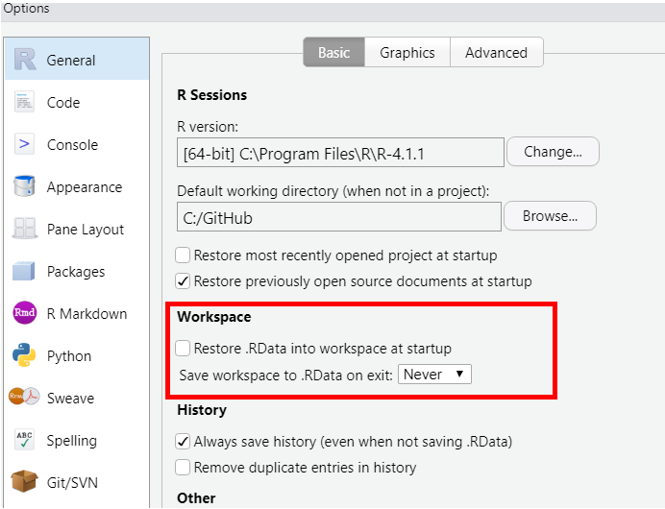 Options
General
Code
Console
Appearance
Pane Layout
Packages
Rmd R Markdown
Python
Rnw Sweave
ABC Spelling
Git/SVN
Basic Graphics Advanced
R Sessions
R version:
[64-bit] C:\Program Files\R\R-4.1.1 Change...
Default working directory (when not in a project):
C:/GitHub Browse...
Restore most recently opened project at startup
Restore previously open source documents at startup
Workspace
Restore .RData into workspace at startup
Save workspace to .RData on exit: Never
History
Always save history (even when not saving .RData)
Remove duplicate entries in history
Other